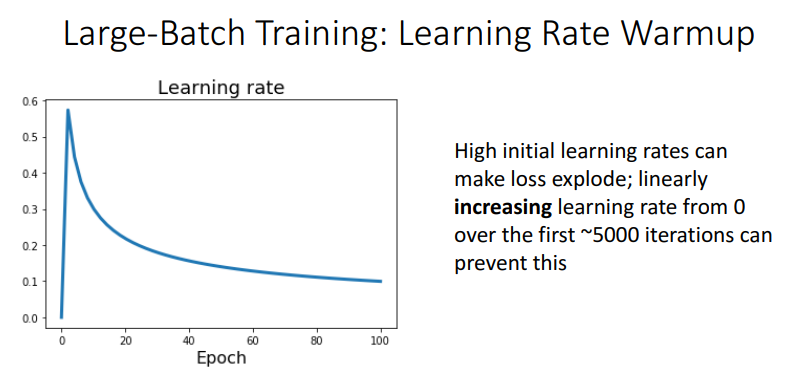 Large-Batch Training: Learning Rate Warmup
Learning rate
0.6
0.5
0.4
0.3
0.2
0.1
0.0
0 20 40 60 80 100
Epoch
High initial learning rates can
make loss explode; linearly
increasing learning rate from 0
over the first ~5000 iterations can
prevent this